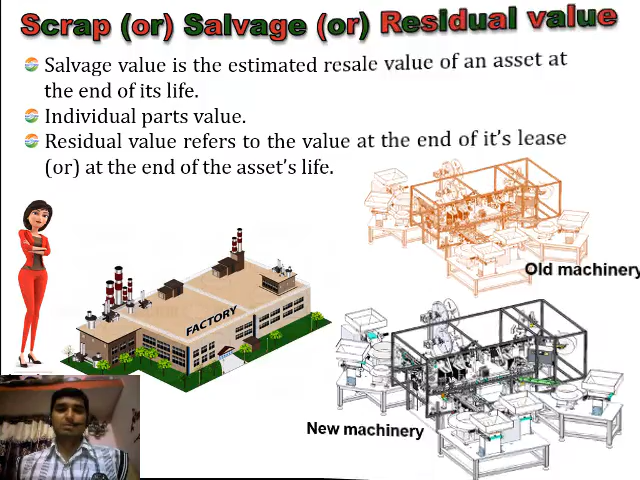 Scrap (or) Salvage (or) Residual value
Salvage value is the estimated resale value of an asset at
the end of its life.
Individual parts value.
Residual value refers to the value at the end of it's lease
(or) at the end of the asset's life.
Old machinery
FACTORY
New machinery